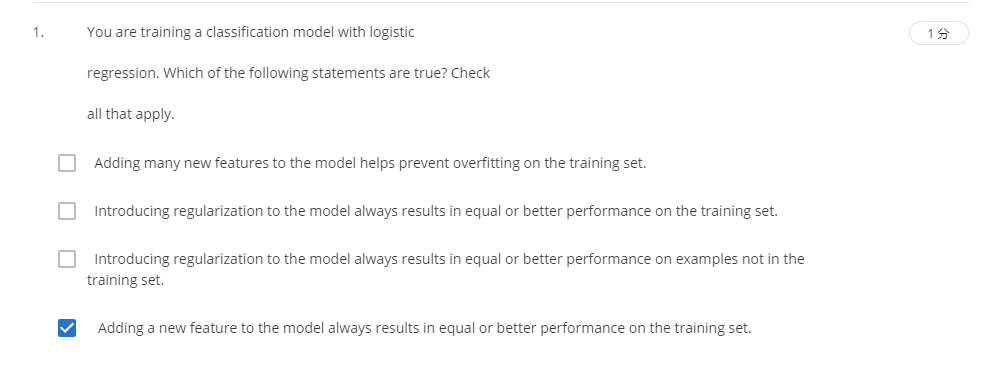 1.
You are training a classification model with logistic
1 分
regression. Which of the following statements are true? Check
all that apply.
Adding many new features to the model helps prevent overfitting on the training set.
Introducing regularization to the model always results in equal or better performance on the training set.
Introducing regularization to the model always results in equal or better performance on examples not in the
training set.
Adding a new feature to the model always results in equal or better performance on the training set.